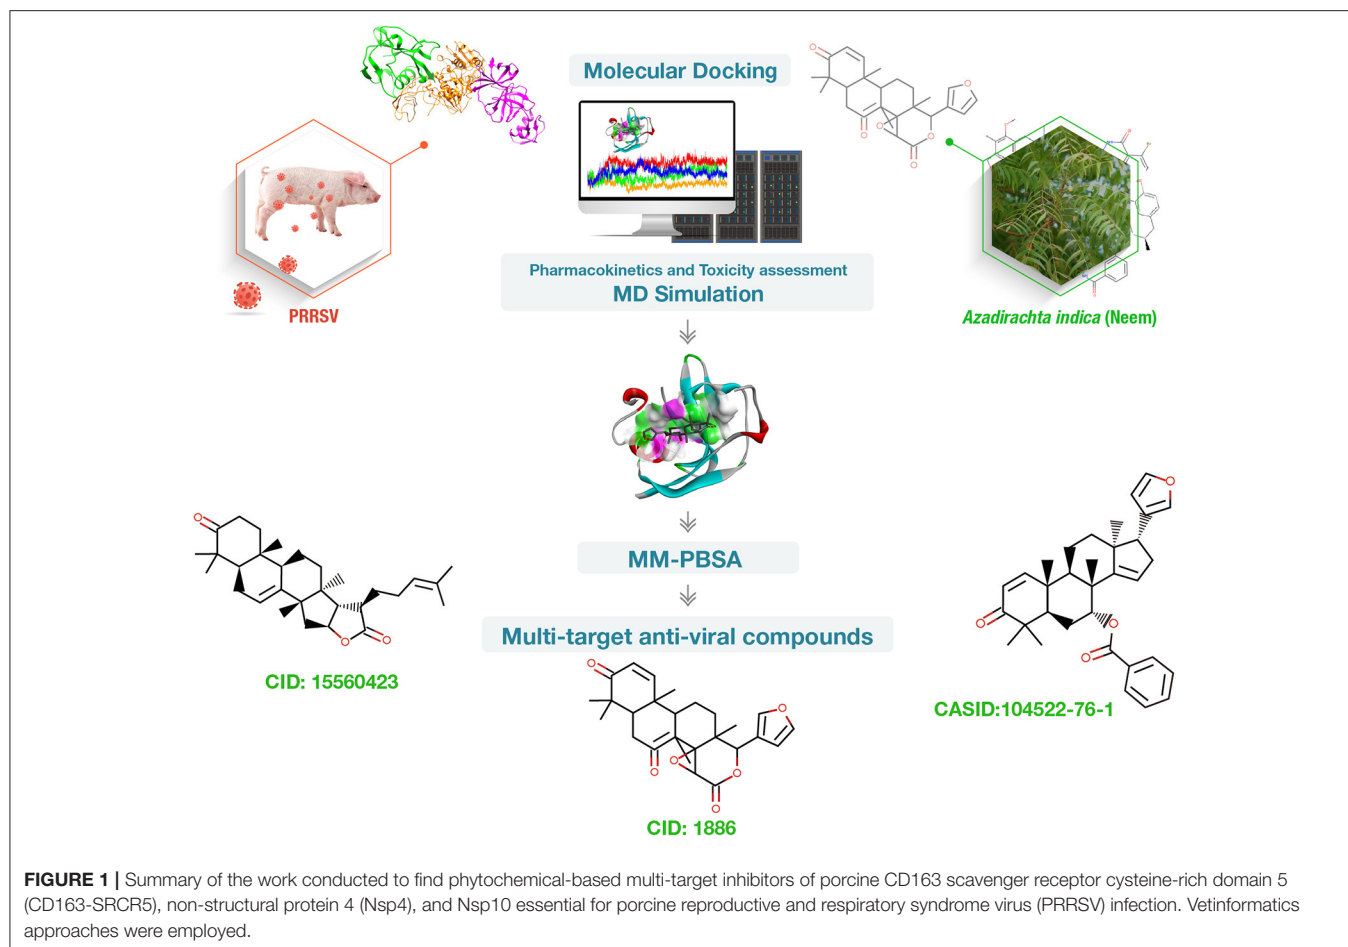 Molecular Docking
Pharmacokinetics and Toxicity assessment
MD Simulation
PRRSV
Azadirachta indica (Neem)
MM-PBSA
Multi-target anti-viral compounds
CID: 15560423
CASID:104522-76-1
CID: 1886
FIGURE 1 | Summary of the work conducted to find phytochemical-based multi-target inhibitors of porcine CD163 scavenger receptor cysteine-rich domain 5
(CD163-SRCR5), non-structural protein 4 (Nsp4), and Nsp10 essential for porcine reproductive and respiratory syndrome virus (PRRSV) infection. Vetinformatics
approaches were employed.